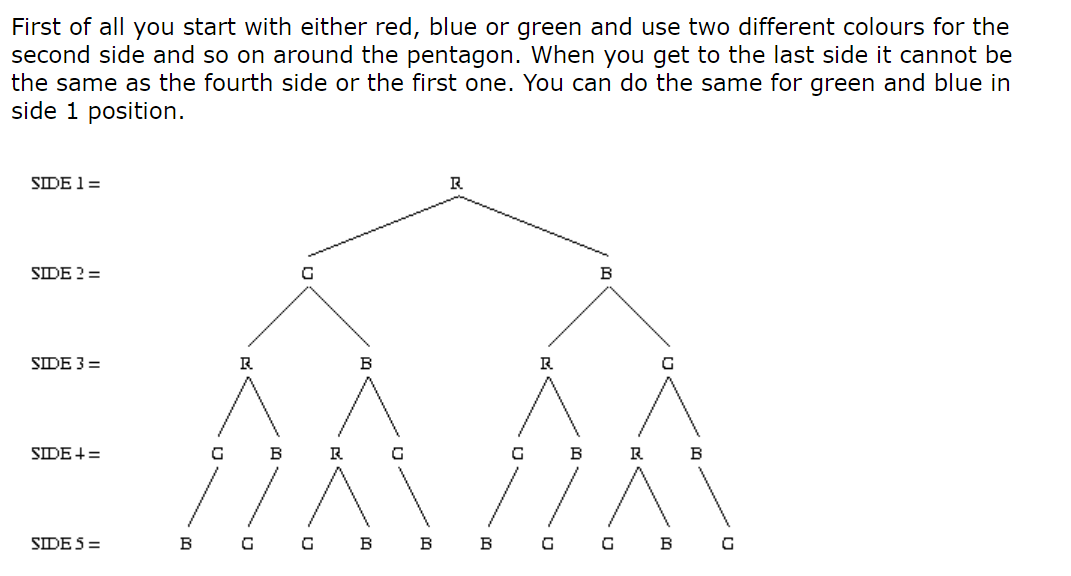 First of all you start with either red, blue or green and use two different colours for the
second side and so on around the pentagon. When you get to the last side it cannot be
the same as the fourth side or the first one. You can do the same for green and blue in
side 1 position.
SIDE 1 = R
SIDE 2 = G B
SIDE 3 = R B R G
SIDE 4 = G B R G G B R B
SIDE 5 = B G G B B B G G B G